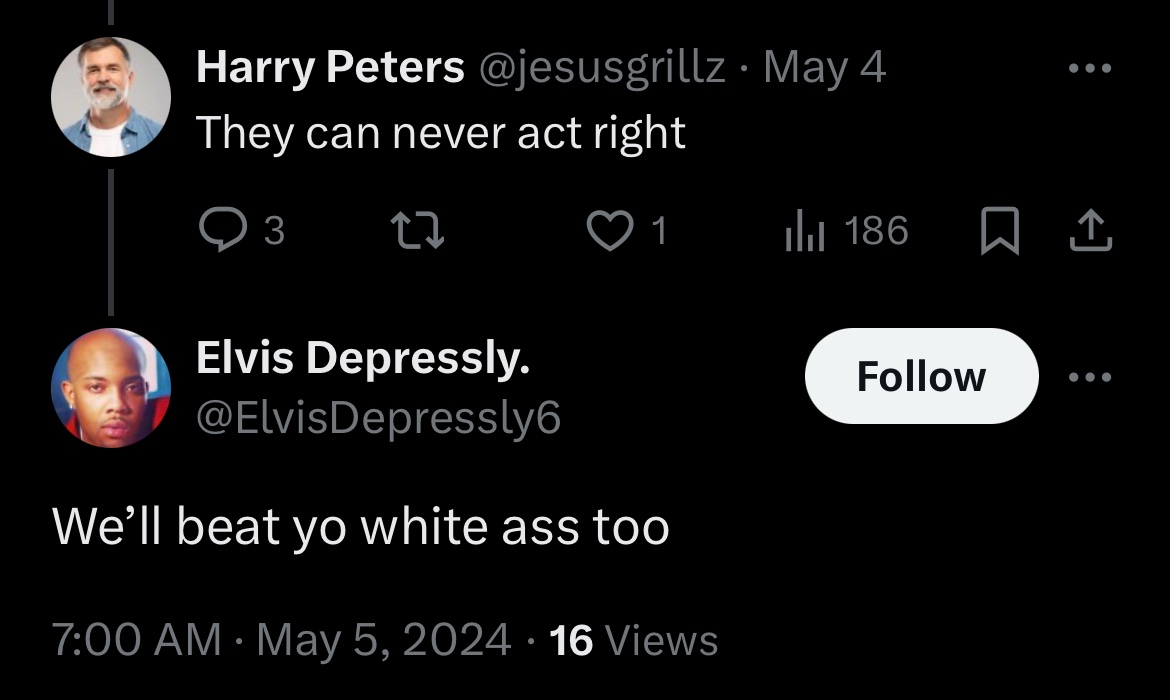 Harry Peters @jesusgrillz · May 4
They can never act right
3 1 186
Elvis Depressly.
Follow
@ElvisDepressly6
We’ll beat yo white ass too
7:00 AM · May 5, 2024 · 16 Views